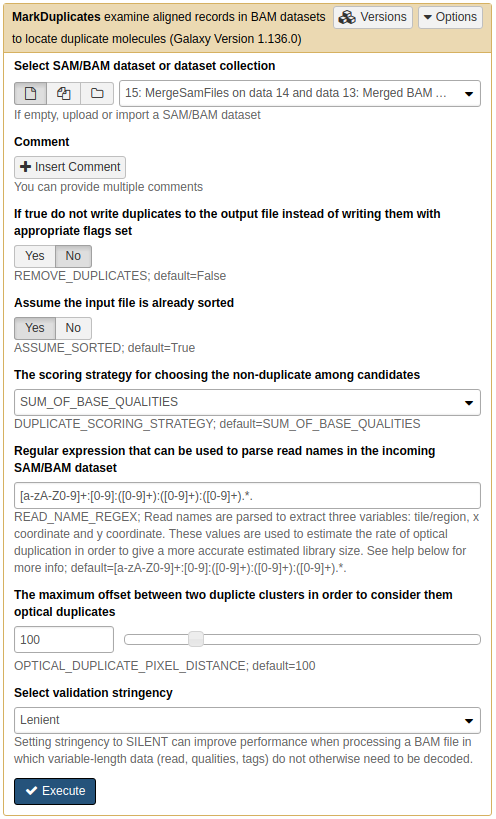 MarkDuplicates examine aligned records in BAM datasets
Versions
Options
to locate duplicate molecules (Galaxy Version 1.136.0)
Select SAM/BAM dataset or dataset collection
15: MergeSamFiles on data 14 and data 13: Merged BAM ...
If empty, upload or import a SAM/BAM dataset
Comment
Insert Comment
You can provide multiple comments
If true do not write duplicates to the output file instead of writing them with
appropriate flags set
Yes No
REMOVE_DUPLICATES; default=False
Assume the input file is already sorted
Yes No
ASSUME_SORTED; default=True
The scoring strategy for choosing the non-duplicate among candidates
SUM_OF_BASE_QUALITIES
DUPLICATE_SCORING_STRATEGY; default=SUM_OF_BASE_QUALITIES
Regular expression that can be used to parse read names in the incoming
SAM/BAM dataset
[a-zA-Z0-9]+:[0-9]:([0-9]+):([0-9]+):([0-9]+).*.
READ_NAME_REGEX; Read names are parsed to extract three variables: tile/region, x
coordinate and y coordinate. These values are used to estimate the rate of optical
duplication in order to give a more accurate estimated library size. See help below for
more info; default=[a-zA-Z0-9]+:[0-9]:([0-9]+):([0-9]+):([0-9]+).*.
The maximum offset between two duplicte clusters in order to consider them
optical duplicates
100
OPTICAL_DUPLICATE_PIXEL_DISTANCE; default=100
Select validation stringency
Lenient
Setting stringency to SILENT can improve performance when processing a BAM file in
which variable-length data (read, qualities, tags) do not otherwise need to be decoded.
Execute